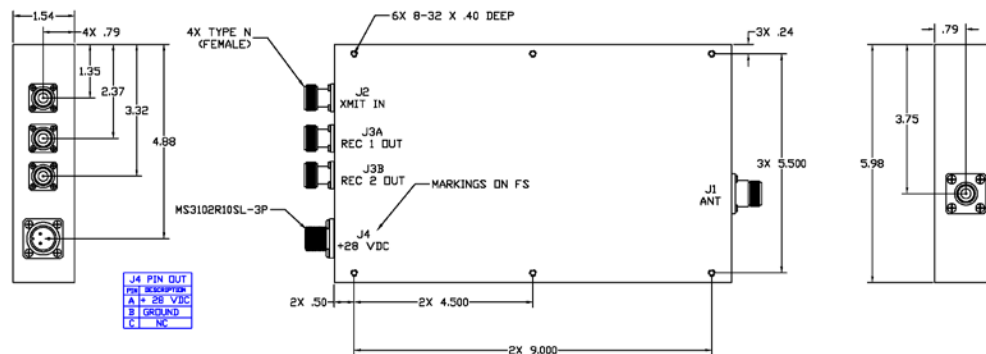 1.54
4X .79
1.35
2.37
3.32
4.88
4X TYPE N
(FEMALE)
6X 8-32 X .40 DEEP
3X .24
J2
XMIT IN
J3A
REC 1 OUT
J3B
REC 2 OUT
MARKINGS ON FS
MS3102R10SL-3P
J4
+28 VDC
J1
ANT
3X 5.500
2X .50
2X 4.500
2X 9.000
.79
3.75
5.98
J4 PIN OUT
PIN DESCRIPTION
A + 28 VDC
B GROUND
C NC